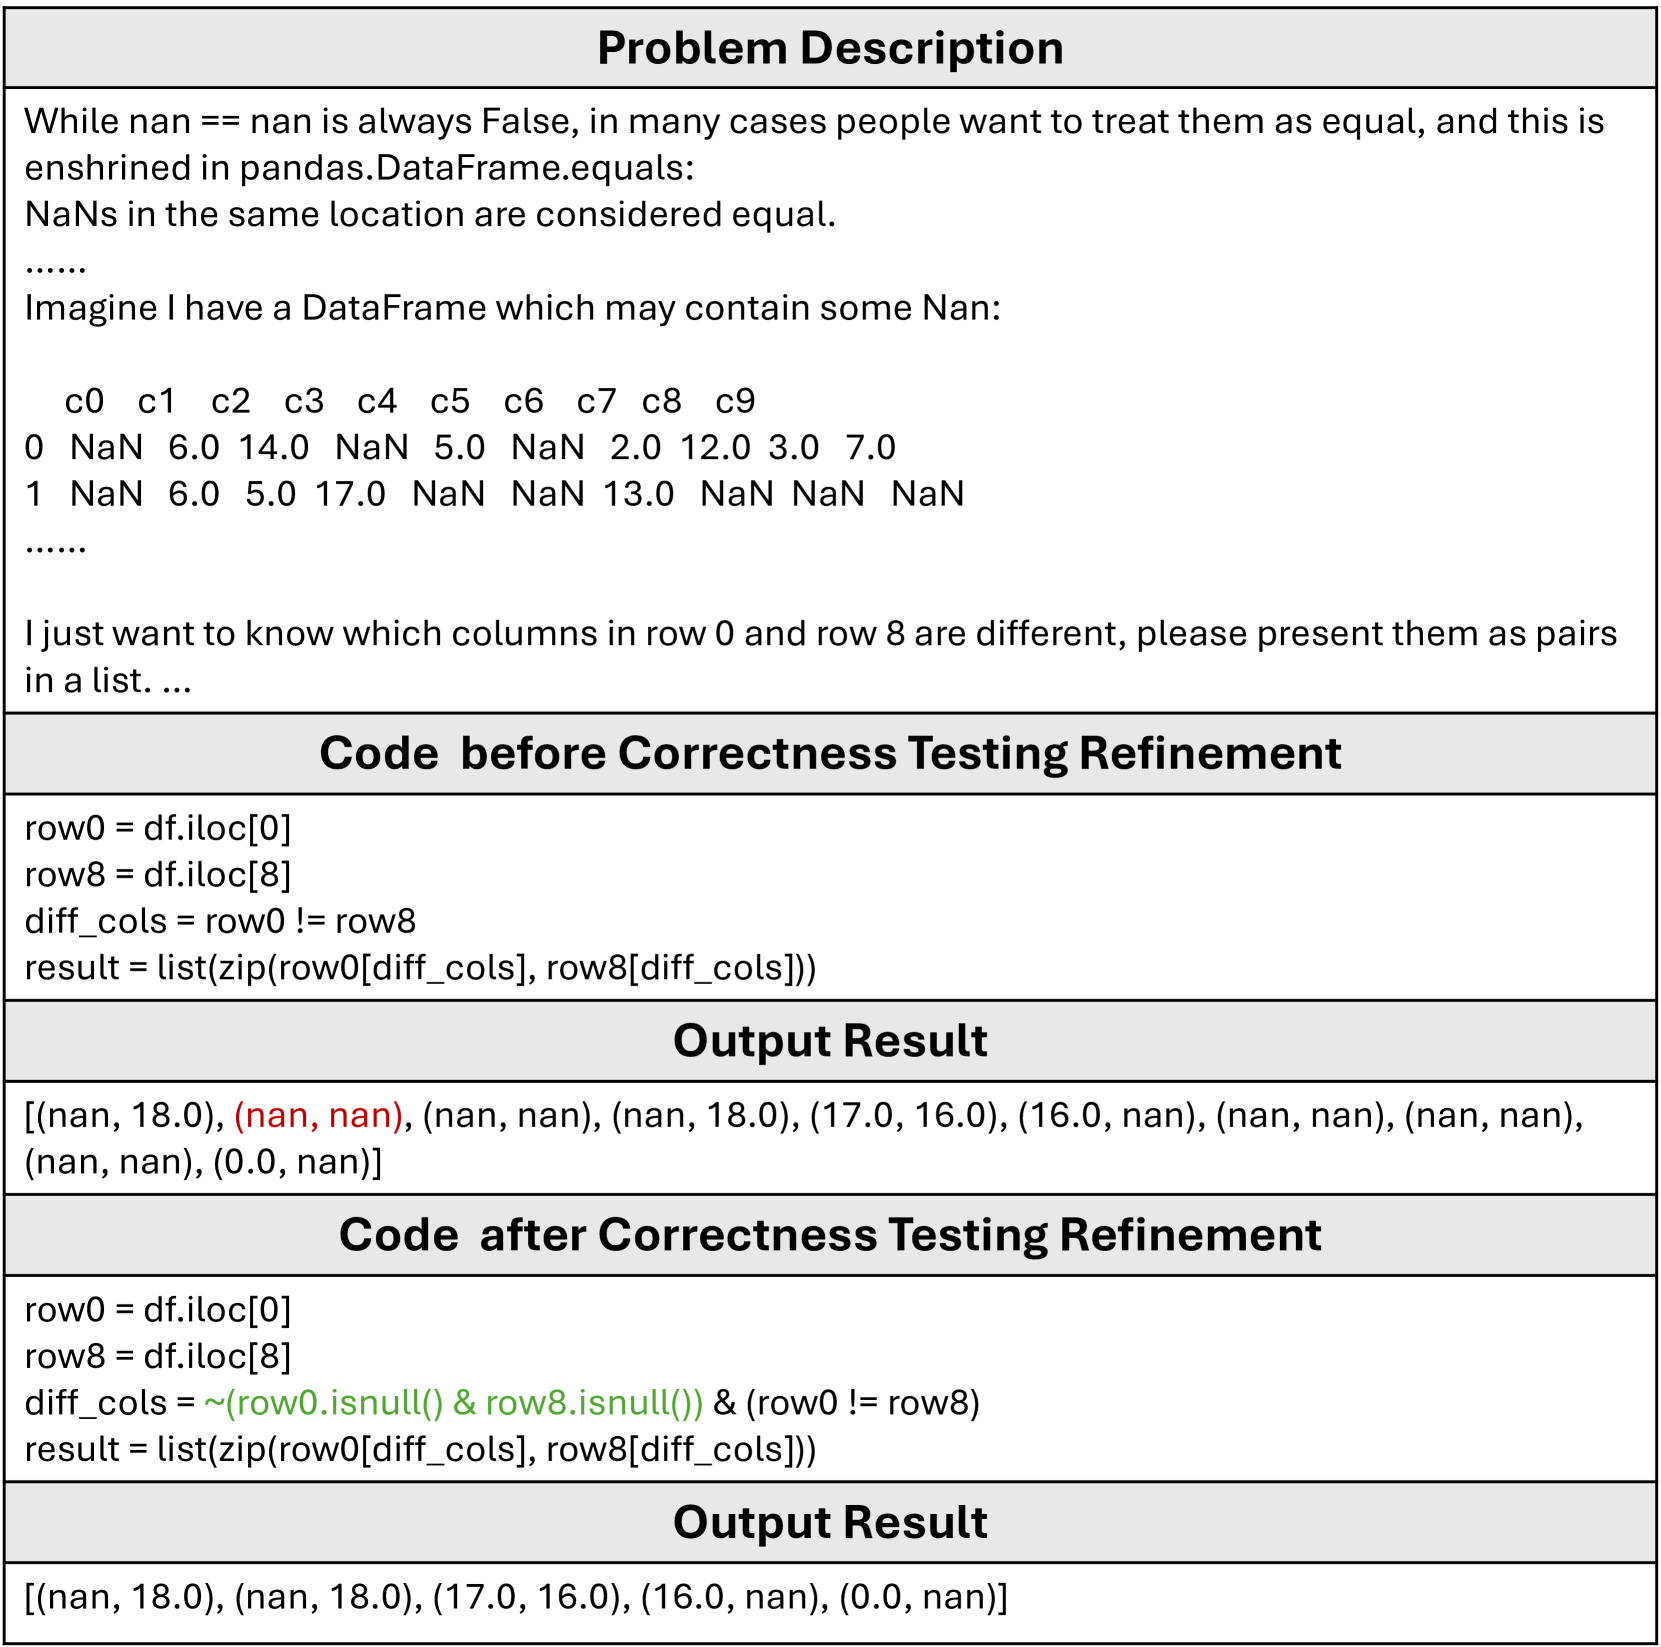 Problem Description
While nan == nan is always False, in many cases people want to treat them as equal, and this is
enshrined in pandas.DataFrame.equals:
NaNs in the same location are considered equal.
......
Imagine I have a DataFrame which may contain some Nan:
c0 c1 c2 c3 c4 c5 c6 c7 c8 c9
0 NaN 6.0 14.0 NaN 5.0 NaN 2.0 12.0 3.0 7.0
1 NaN 6.0 5.0 17.0 NaN NaN 13.0 NaN NaN NaN
......
I just want to know which columns in row 0 and row 8 are different, please present them as pairs
in a list. ...
Code before Correctness Testing Refinement
row0 = df.iloc[0]
row8 = df.iloc[8]
diff_cols = row0 != row8
result = list(zip(row0[diff_cols], row8[diff_cols]))
Output Result
[(nan, 18.0), (nan, nan), (nan, nan), (nan, 18.0), (17.0, 16.0), (16.0, nan), (nan, nan), (nan, nan),
(nan, nan), (0.0, nan)]
Code after Correctness Testing Refinement
row0 = df.iloc[0]
row8 = df.iloc[8]
diff_cols = ~(row0.isnull() & row8.isnull()) & (row0 != row8)
result = list(zip(row0[diff_cols], row8[diff_cols]))
Output Result
[(nan, 18.0), (nan, 18.0), (17.0, 16.0), (16.0, nan), (0.0, nan)]